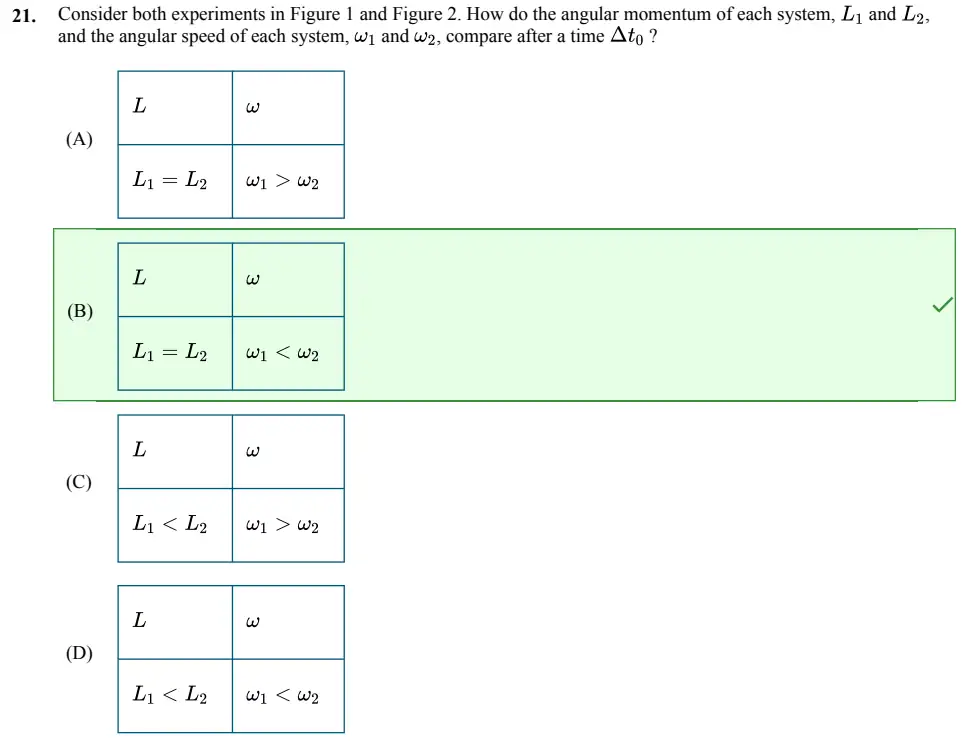 21. Consider both experiments in Figure 1 and Figure 2. How do the angular momentum of each system, L₁ and L₂,
and the angular speed of each system, ω₁ and ω₂, compare after a time Δt₀ ?
L ω
(A)
L₁ = L₂ ω₁ > ω₂
L ω
(B)
L₁ = L₂ ω₁ < ω₂
L ω
(C)
L₁ < L₂ ω₁ > ω₂
L ω
(D)
L₁ < L₂ ω₁ < ω₂